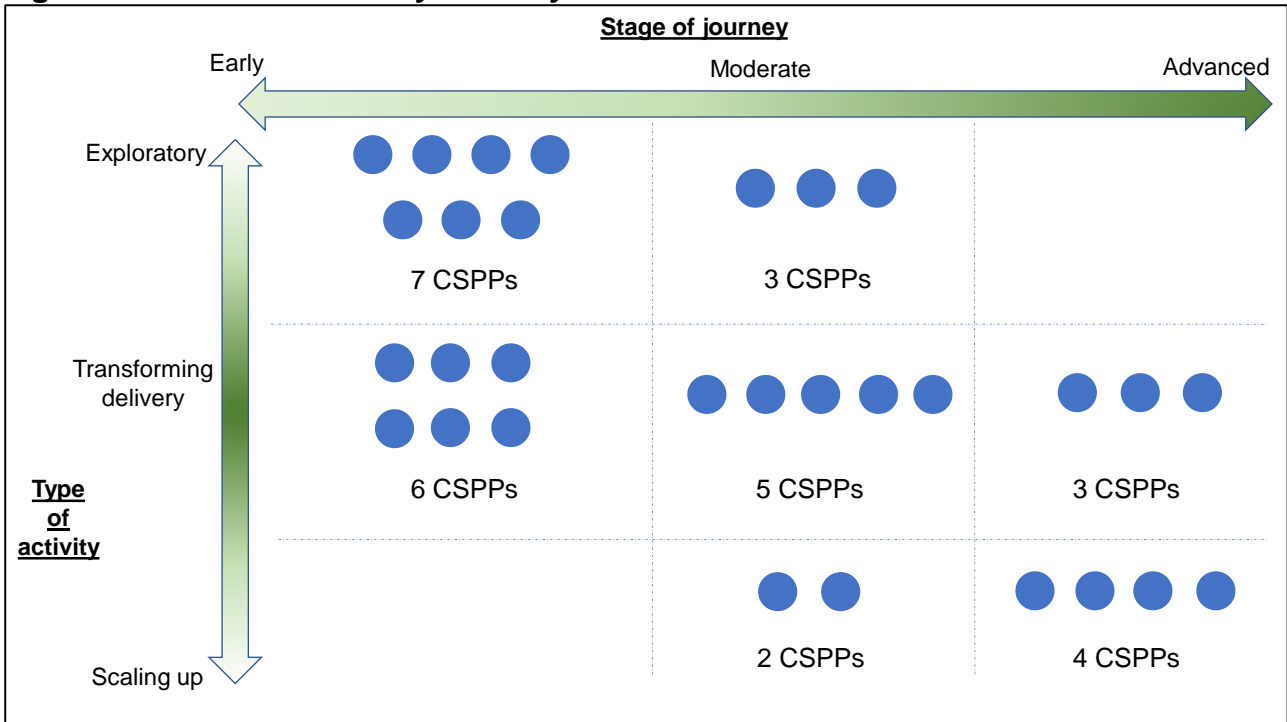 Stage of journey
Early
Moderate
Advanced
Exploratory
7 CSPPs
3 CSPPs
Transforming
delivery
6 CSPPs
5 CSPPs
3 CSPPs
Type
of
activity
2 CSPPs
4 CSPPs
Scaling up